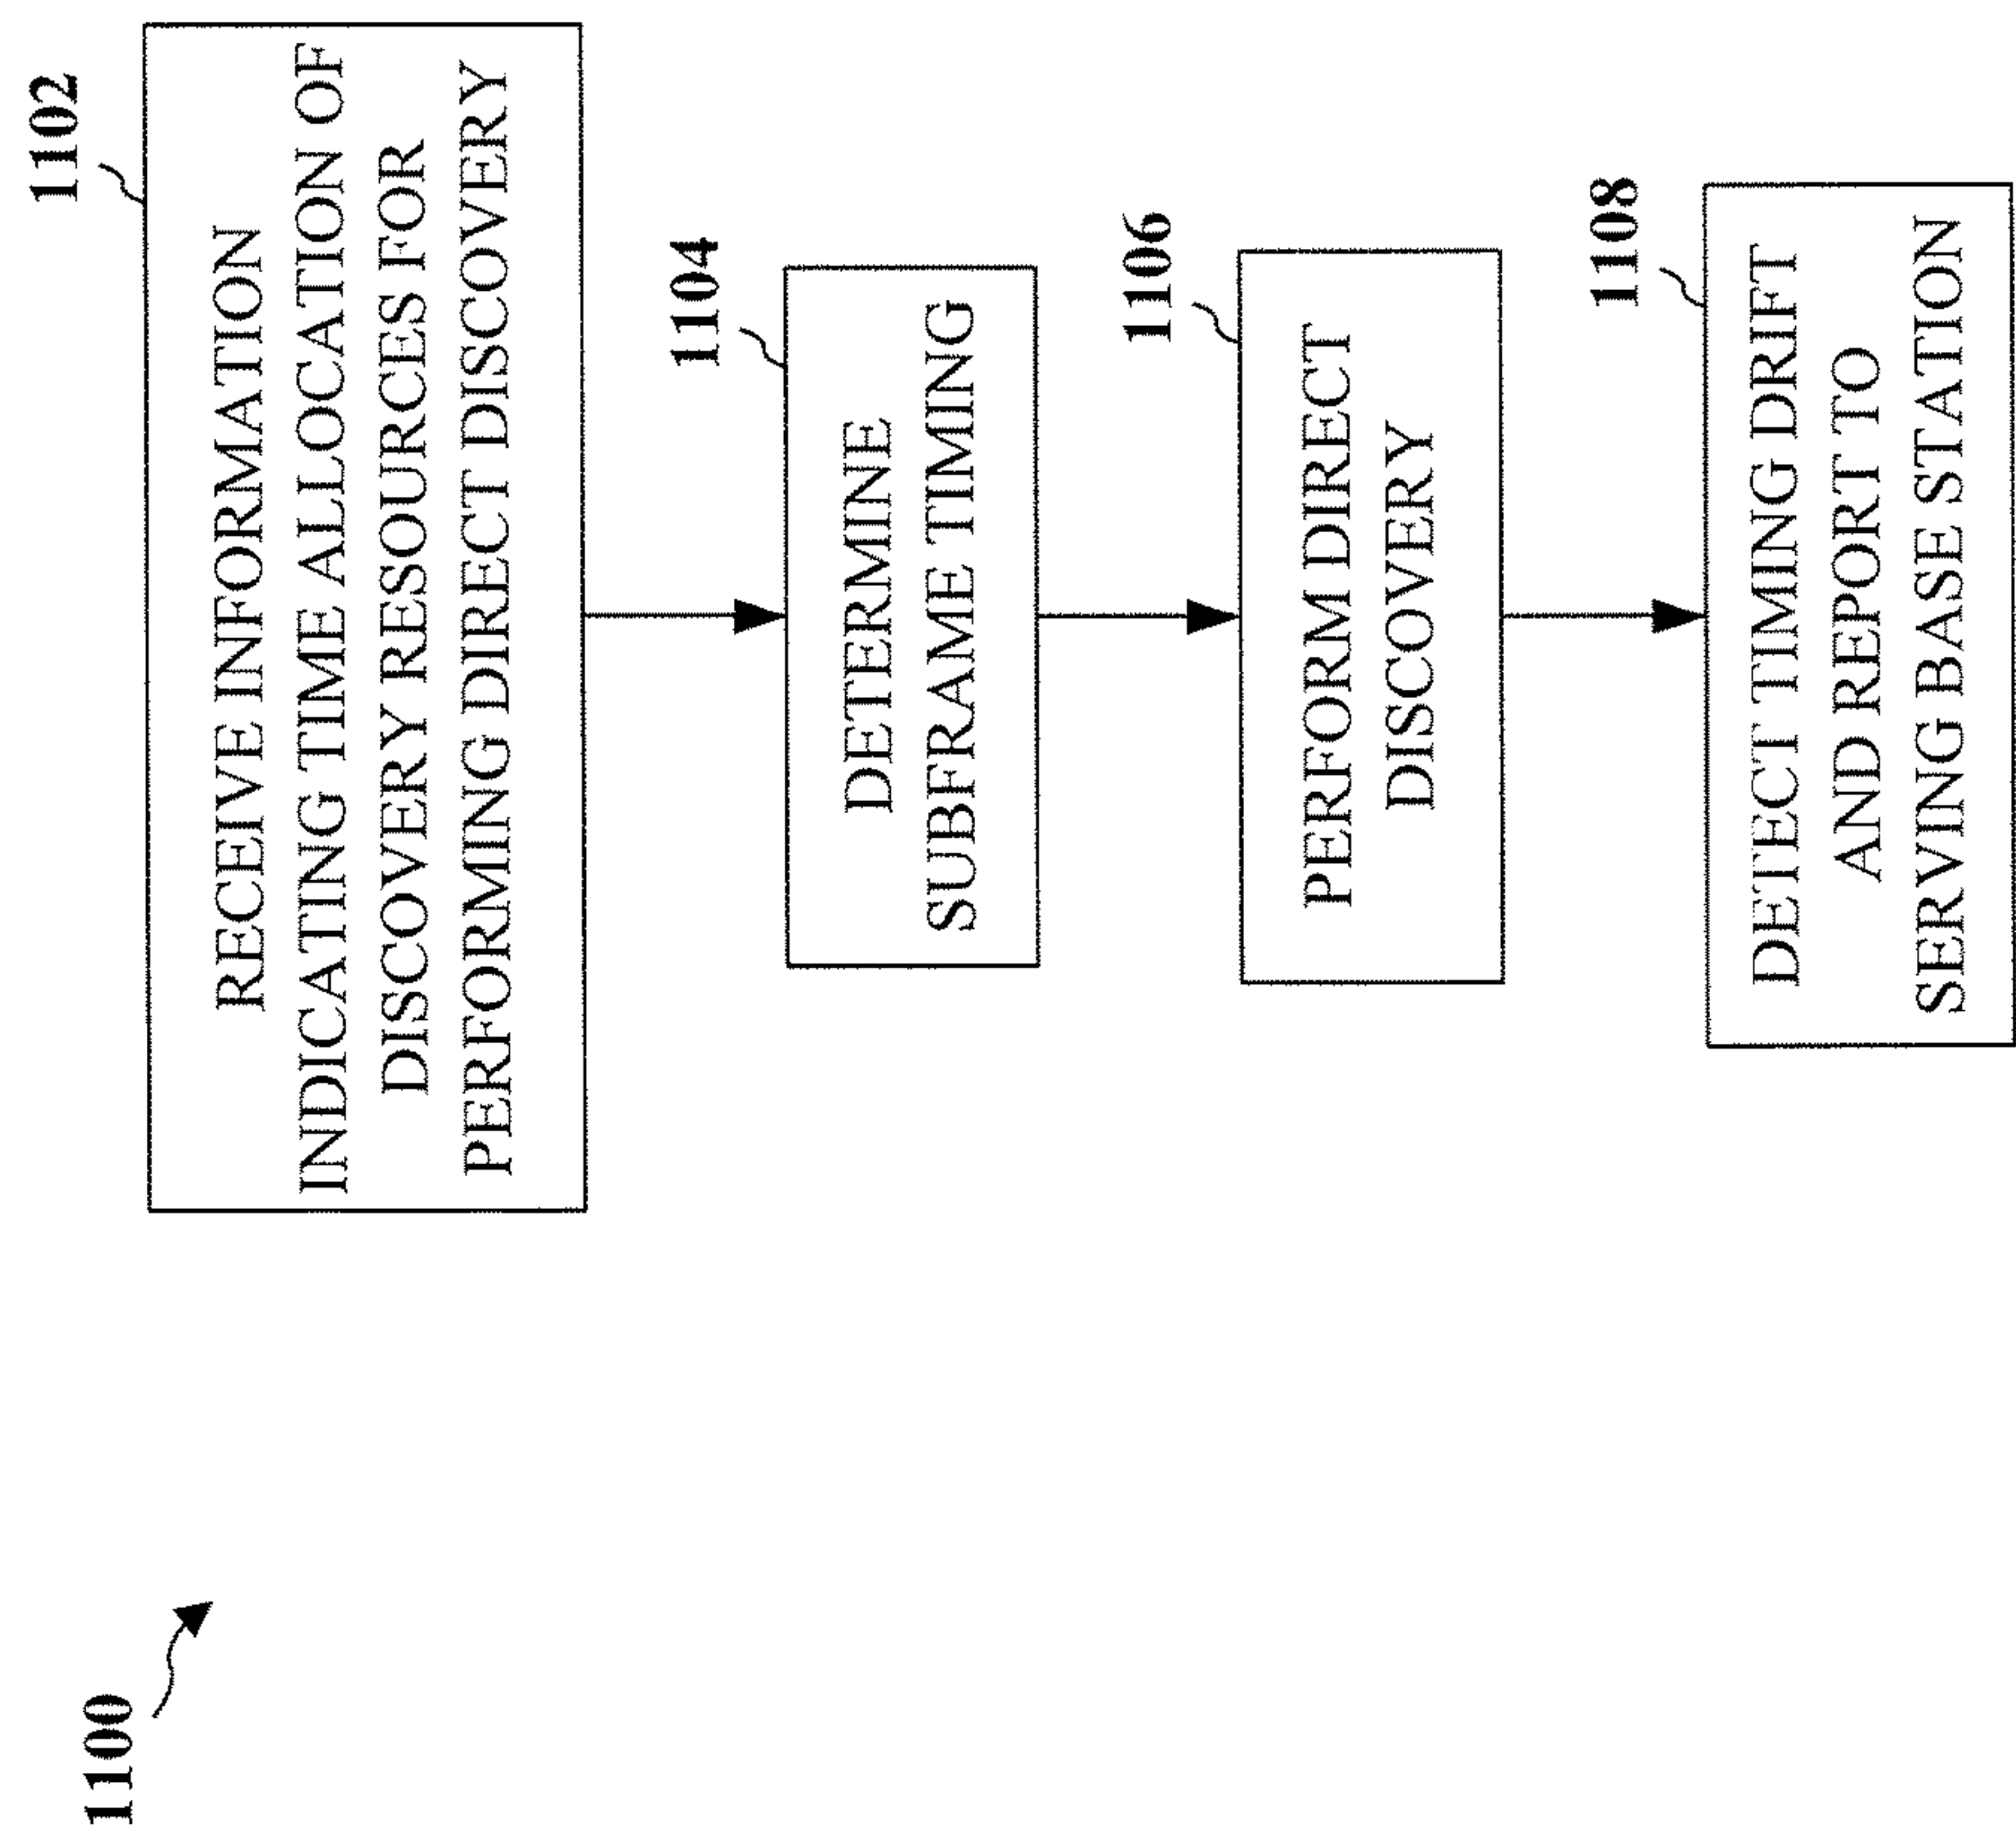 1100
1102
RECEIVE INFORMATION
INDICATING TIME ALLOCATION OF
DISCOVERY RESOURCES FOR
PERFORMING DIRECT DISCOVERY
1104
DETERMINE
SUBFRAME TIMING
1106
PERFORM DIRECT
DISCOVERY
1108
DETECT TIMING DRIFT
AND REPORT TO
SERVING BASE STATION